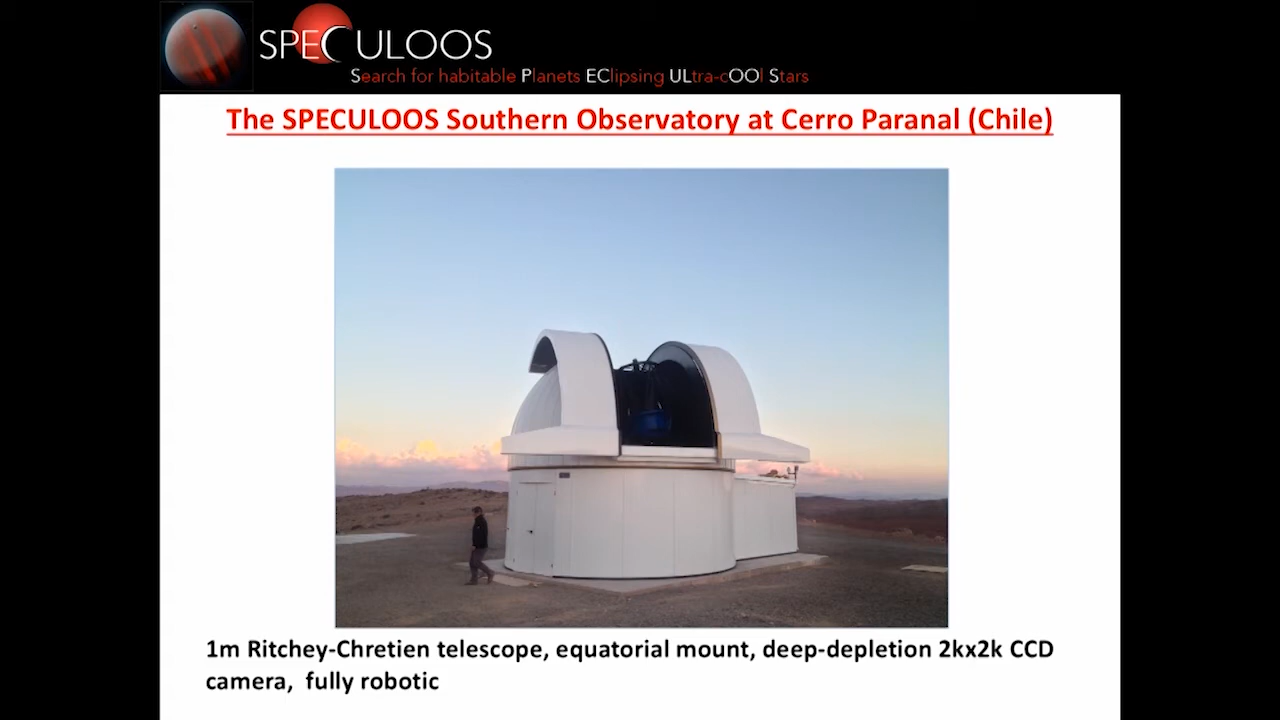 SPECULOOS
Search for habitable Planets EClipsing ULtra-cOOl Stars
The SPECULOOS Southern Observatory at Cerro Paranal (Chile)
1m Ritchey-Chretien telescope, equatorial mount, deep-depletion 2kx2k CCD
camera,  fully robotic